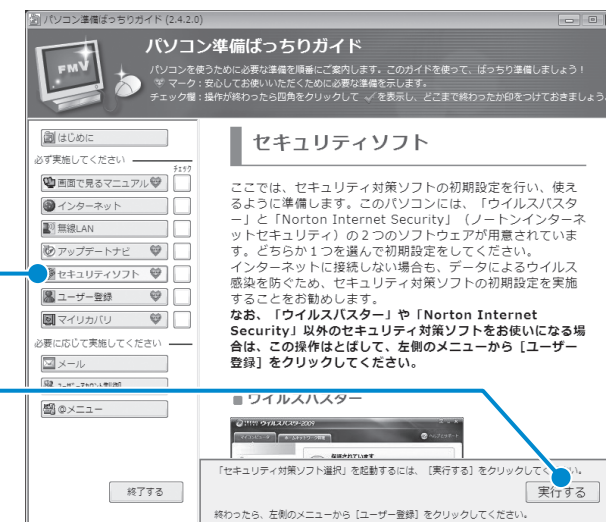 パソコン準備ばっちりガイド (2.4.2.0)
FMV
パソコン準備ばっちりガイド
パソコンを使うために必要な準備を順番にご案内します。このガイドを使って、ばっちり準備しましょう！
マーク：安心してお使いいただくために必要な準備を示します。
チェック欄：操作が終わったら四角をクリックして ✓を表示し、どこまで終わったか印をつけておきましょう。
はじめに
必ず実施してください
チェック
画面で見るマニュアル
インターネット
無線LAN
アップデートナビ
セキュリティソフト
ユーザー登録
マイリカバリ
必要に応じて実施してください
メール
@メニュー
終了する
セキュリティソフト
ここでは、セキュリティ対策ソフトの初期設定を行い、使え
るように準備します。このパソコンには、「ウイルスバスタ
ー」と「Norton Internet Security」（ノートンインターネ
ットセキュリティ）の２つのソフトウェアが用意されていま
す。どちらか１つを選んで初期設定をしてください。
インターネットに接続しない場合も、データによるウイルス
感染を防ぐため、セキュリティ対策ソフトの初期設定を実施
することをお勧めします。
なお、「ウイルスバスター」や「Norton Internet
Security」以外のセキュリティ対策ソフトをお使いになる場
合は、この操作はとばして、左側のメニューから［ユーザー
登録］をクリックしてください。
■ ウイルスバスター
ウイルスバスター2009
「セキュリティ対策ソフト選択」を起動するには、［実行する］をクリックして
い。
実行する
終わったら、左側のメニューから［ユーザー登録］をクリックしてください。